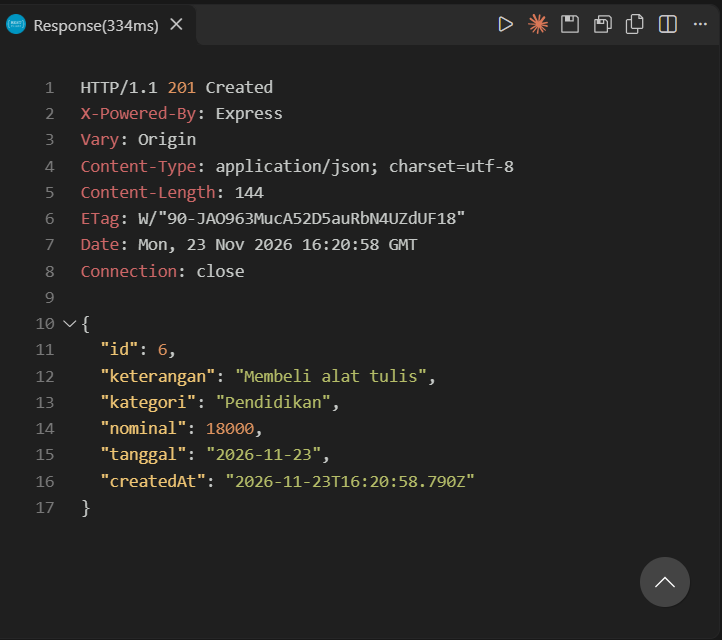 Response(334ms)
1 HTTP/1.1 201 Created
2 X-Powered-By: Express
3 Vary: Origin
4 Content-Type: application/json; charset=utf-8
5 Content-Length: 144
6 ETag: W/"90-JAO963MucA52D5auRbN4UZdUF18"
7 Date: Mon, 23 Nov 2026 16:20:58 GMT
8 Connection: close
9
10 {
11 "id": 6,
12 "keterangan": "Membeli alat tulis",
13 "kategori": "Pendidikan",
14 "nominal": 18000,
15 "tanggal": "2026-11-23",
16 "createdAt": "2026-11-23T16:20:58.790Z"
17 }